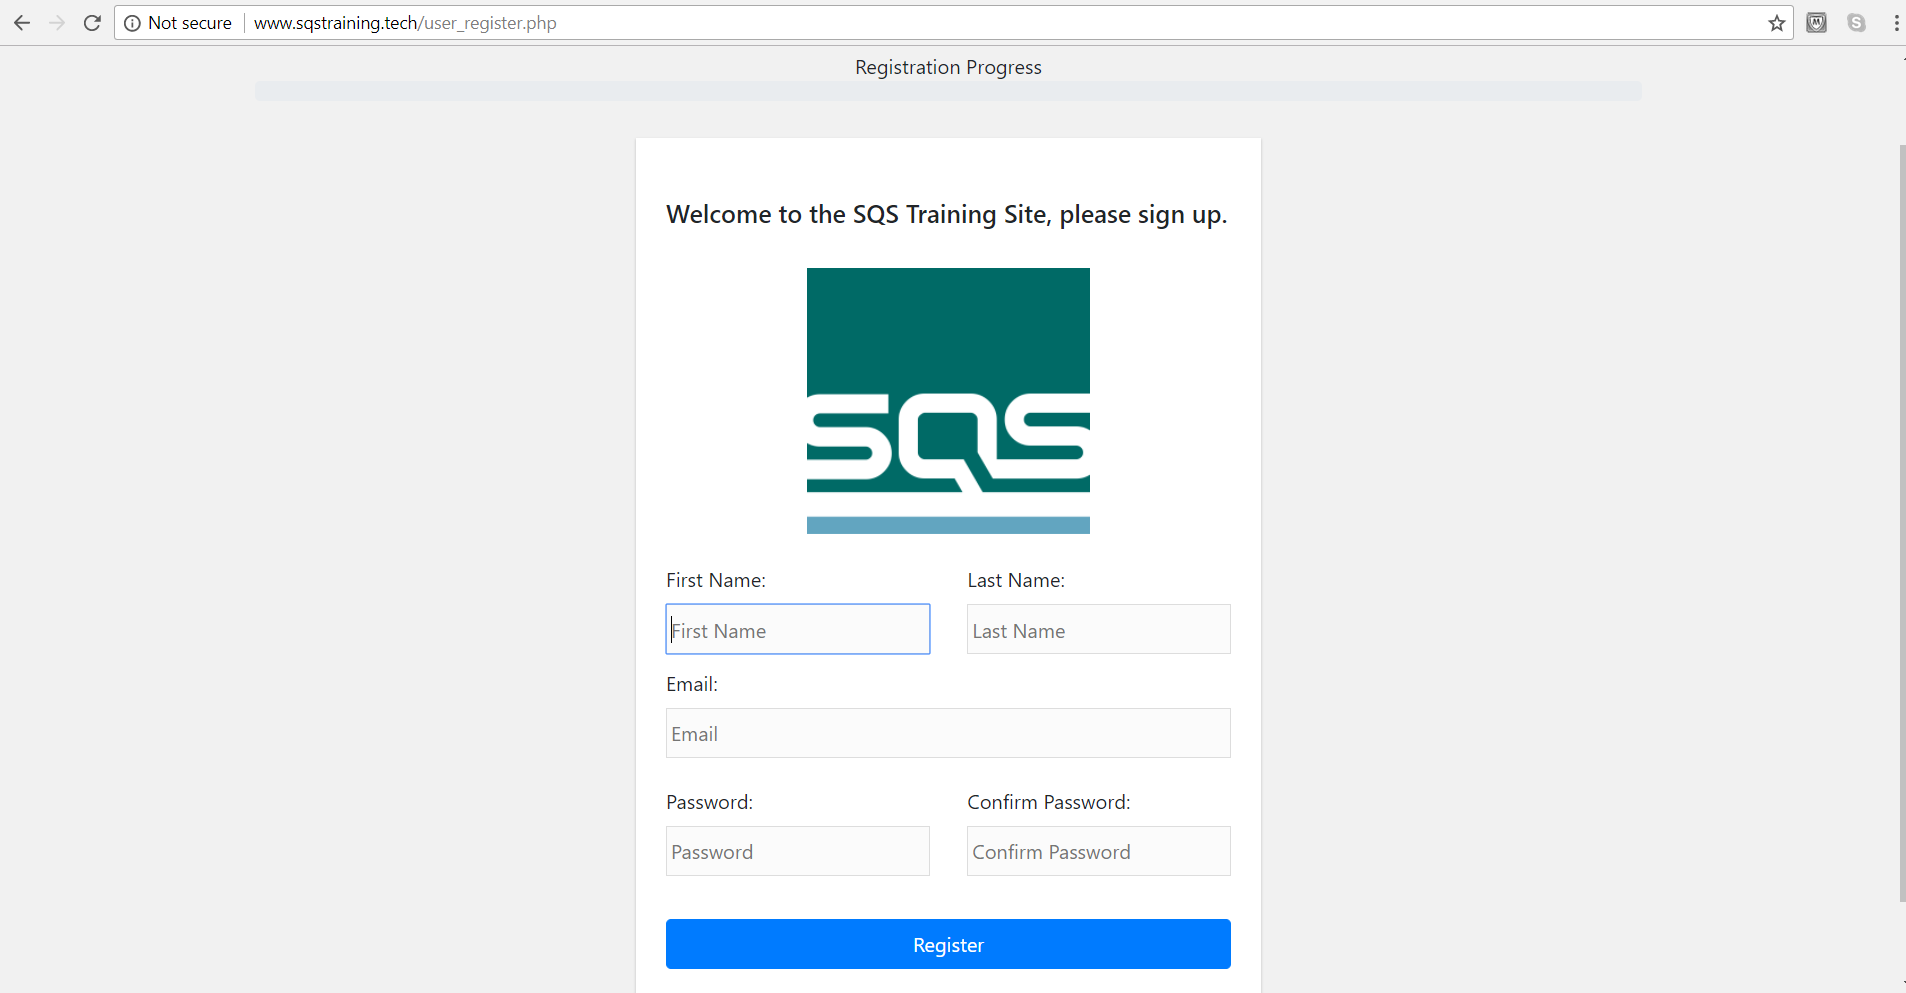 Not secure www.sqstraining.tech/user_register.php
Registration Progress
Welcome to the SQS Training Site, please sign up.
SQS
First Name: Last Name:
First Name Last Name
Email:
Email
Password: Confirm Password:
Password Confirm Password
Register